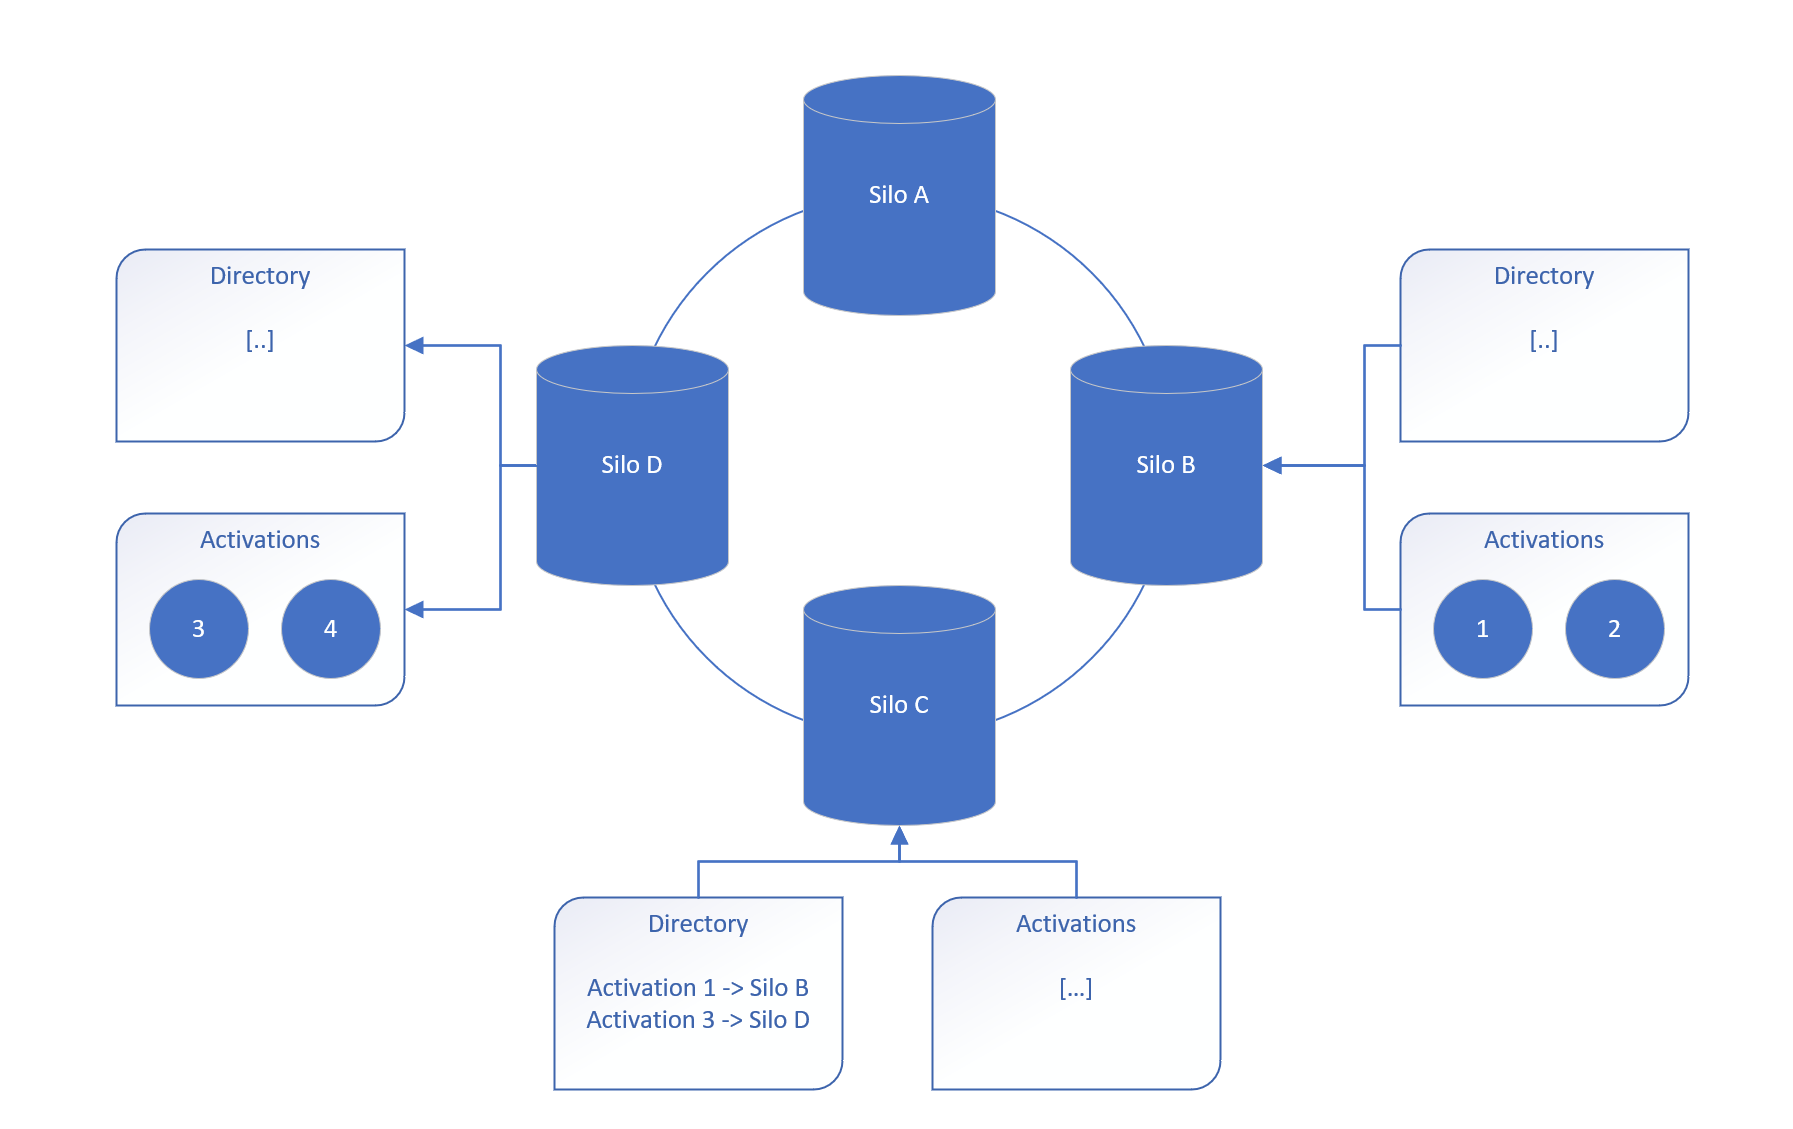 Silo A
Directory
[..]
Directory
[..]
Silo D
Silo B
Activations
3
4
Activations
1
2
Silo C
Directory
Activation 1 -> Silo B
Activation 3 -> Silo D
Activations
[...]